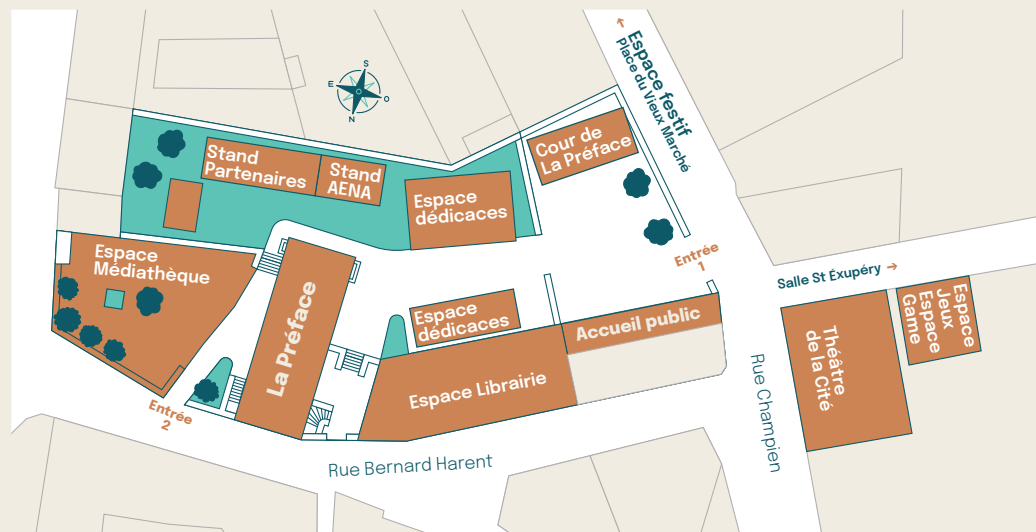 S
E
O
N
Espace festif
Place du Vieux Marché
Cour de
La Préface
Stand
Partenaires
Stand
AENA
Espace
dédicaces
Espace
Médiathèque
Entrée
1
Salle St Éxupéry
La Préface
Espace
dédicaces
Accueil public
Espace Librairie
Théâtre
de la Cité
Espace
Jeux
Espace
Game
Entrée
2
Rue Bernard Harent
Rue Champien